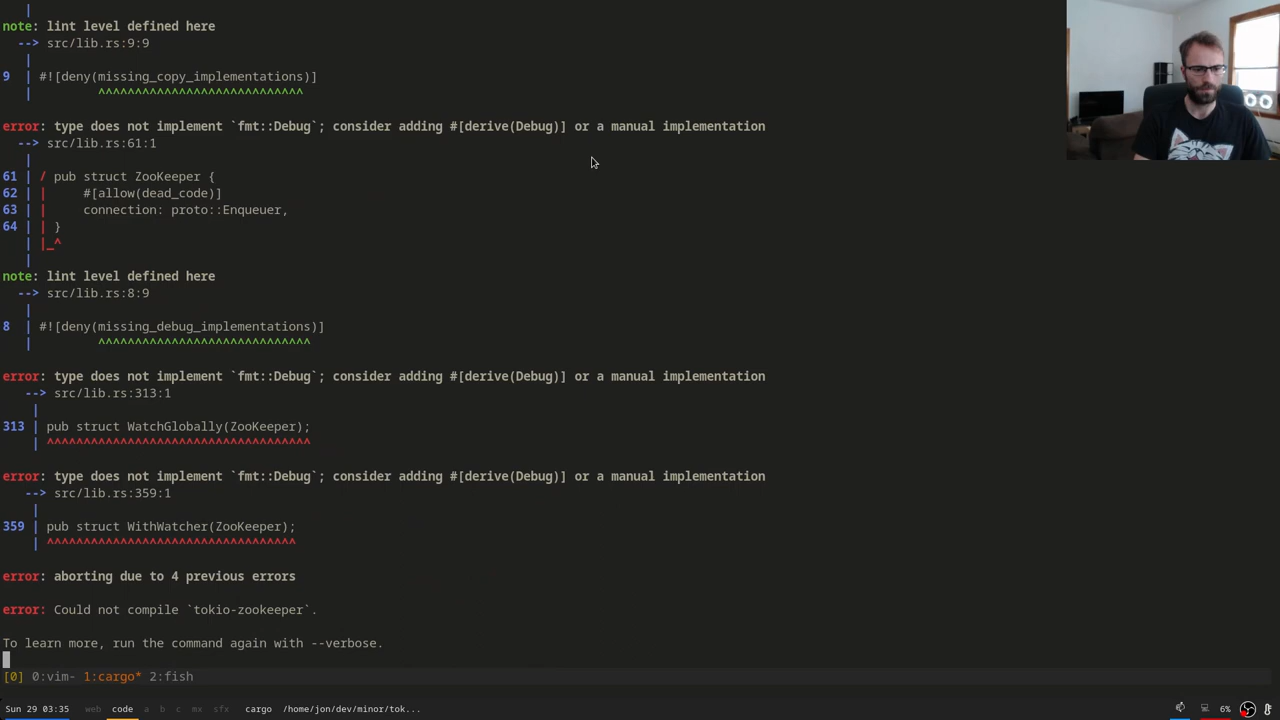 |
note: lint level defined here
--> src/lib.rs:9:9
|
9 | #![deny(missing_copy_implementations)]
| ^^^^^^^^^^^^^^^^^^^^^^^^^^^^
error: type does not implement `fmt::Debug`; consider adding #[derive(Debug)] or a manual implementation
--> src/lib.rs:61:1
|
61 | / pub struct ZooKeeper {
62 | | #[allow(dead_code)]
63 | | connection: proto::Enqueuer,
64 | | }
| |_^
|
note: lint level defined here
--> src/lib.rs:8:9
|
8 | #![deny(missing_debug_implementations)]
| ^^^^^^^^^^^^^^^^^^^^^^^^^^^^^
error: type does not implement `fmt::Debug`; consider adding #[derive(Debug)] or a manual implementation
--> src/lib.rs:313:1
|
313 | pub struct WatchGlobally(ZooKeeper);
| ^^^^^^^^^^^^^^^^^^^^^^^^^^^^^^^^^^^^
error: type does not implement `fmt::Debug`; consider adding #[derive(Debug)] or a manual implementation
--> src/lib.rs:359:1
|
359 | pub struct WithWatcher(ZooKeeper);
| ^^^^^^^^^^^^^^^^^^^^^^^^^^^^^^^^^^
error: aborting due to 4 previous errors
error: Could not compile `tokio-zookeeper`.
To learn more, run the command again with --verbose.
[0] 0:vim- 1:cargo* 2:fish
Sun 29 03:35 web code a b c mx sfx cargo /home/jon/dev/minor/tok... 6%